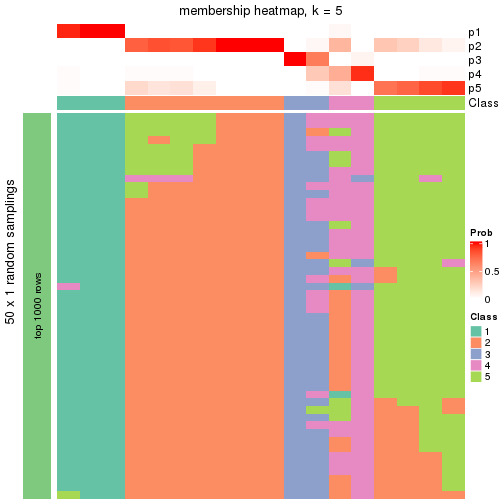 membership heatmap, k = 5
p1
p2
p3
p4
p5
Class
50 x 1 random samplings
top 1000 rows
Prob
1
0.5
0
Class
1
2
3
4
5